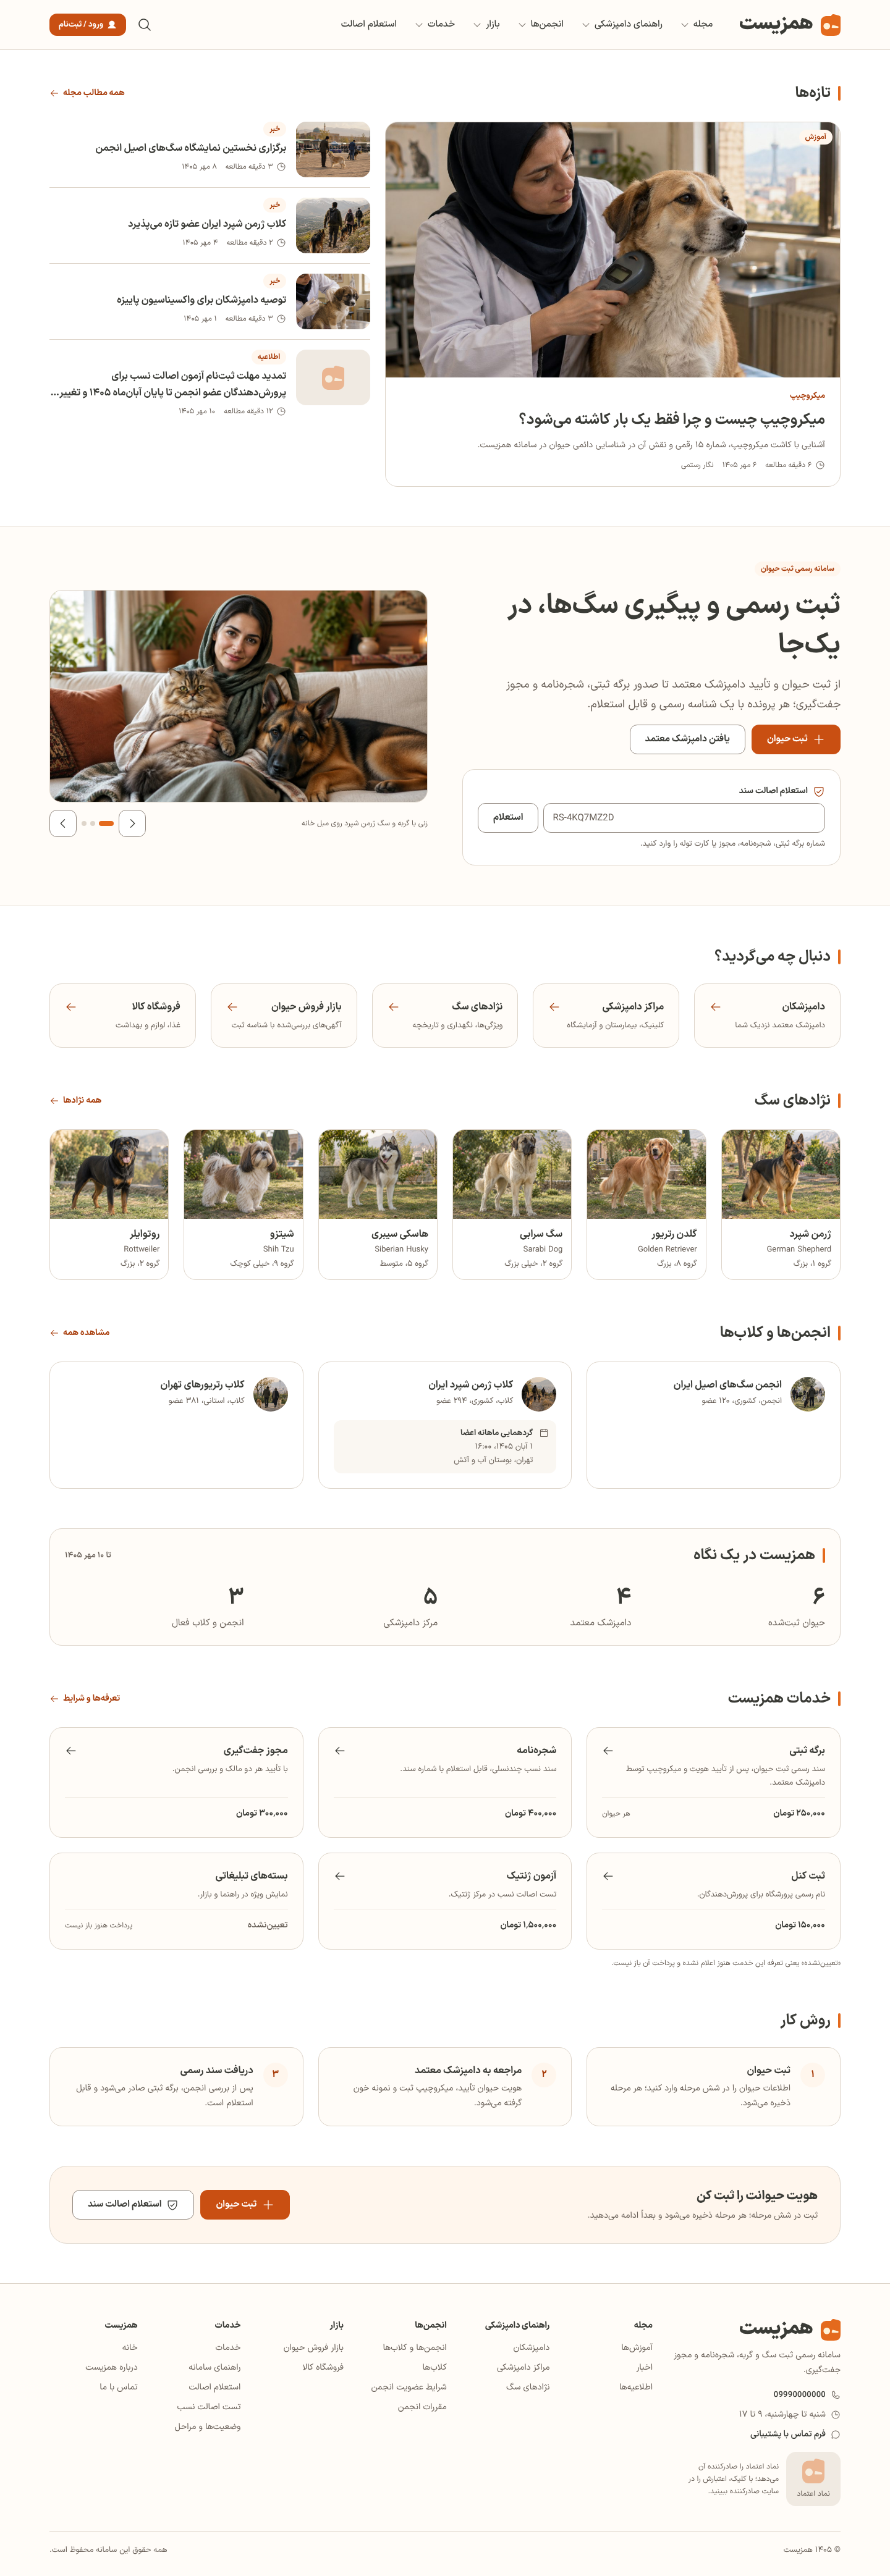 همزیست
مجله
راهنمای دامپزشکی
انجمن‌ها
بازار
خدمات
استعلام اصالت
ورود / ثبت‌نام
تازه‌ها
همه مطالب مجله
آموزش
میکروچیپ
میکروچیپ چیست و چرا فقط یک بار کاشته می‌شود؟
آشنایی با کاشت میکروچیپ، شماره ۱۵ رقمی و نقش آن در شناسایی دائمی حیوان در سامانه همزیست.
۶ دقیقه مطالعه ۶ مهر ۱۴۰۵ نگار رستمی
خبر
برگزاری نخستین نمایشگاه سگ‌های اصیل انجمن
۳ دقیقه مطالعه ۸ مهر ۱۴۰۵
خبر
کلاب ژرمن شپرد ایران عضو تازه می‌پذیرد
۲ دقیقه مطالعه ۴ مهر ۱۴۰۵
خبر
توصیه دامپزشکان برای واکسیناسیون پاییزه
۳ دقیقه مطالعه ۱ مهر ۱۴۰۵
اطلاعیه
تمدید مهلت ثبت‌نام آزمون اصالت نسب برای
پرورش‌دهندگان عضو انجمن تا پایان آبان‌ماه ۱۴۰۵ و تغییر...
۱۲ دقیقه مطالعه ۱۰ مهر ۱۴۰۵
سامانه رسمی ثبت حیوان
ثبت رسمی و پیگیری سگ‌ها، در
یک‌جا
از ثبت حیوان و تأیید دامپزشک معتمد تا صدور برگه ثبتی، شجره‌نامه و مجوز
جفت‌گیری؛ هر پرونده با یک شناسه رسمی و قابل استعلام.
ثبت حیوان
یافتن دامپزشک معتمد
استعلام اصالت سند
RS-4KQ7MZ2D
استعلام
شماره برگه ثبتی، شجره‌نامه، مجوز یا کارت توله را وارد کنید.
زنی با گربه و سگ ژرمن شپرد روی مبل خانه
دنبال چه می‌گردید؟
دامپزشکان
دامپزشک معتمد نزدیک شما
مراکز دامپزشکی
کلینیک، بیمارستان و آزمایشگاه
نژادهای سگ
ویژگی‌ها، نگهداری و تاریخچه
بازار فروش حیوان
آگهی‌های بررسی‌شده با شناسه ثبت
فروشگاه کالا
غذا، لوازم و بهداشت
نژادهای سگ
همه نژادها
ژرمن شپرد
German Shepherd
گروه ۱، بزرگ
گلدن رتریور
Golden Retriever
گروه ۸، بزرگ
سگ سرابی
Sarabi Dog
گروه ۲، خیلی بزرگ
هاسکی سیبری
Siberian Husky
گروه ۵، متوسط
شیتزو
Shih Tzu
گروه ۹، خیلی کوچک
روتوایلر
Rottweiler
گروه ۲، بزرگ
انجمن‌ها و کلاب‌ها
مشاهده همه
انجمن سگ‌های اصیل ایران
انجمن، کشوری، ۱۲۰ عضو
کلاب ژرمن شپرد ایران
کلاب، کشوری، ۲۹۴ عضو
گردهمایی ماهانه اعضا
۱ آبان ۱۴۰۵، ۱۶:۰۰
تهران، بوستان آب و آتش
کلاب رتریورهای تهران
کلاب، استانی، ۳۸۱ عضو
همزیست در یک نگاه
تا ۱۰ مهر ۱۴۰۵
۶
حیوان ثبت‌شده
۴
دامپزشک معتمد
۵
مرکز دامپزشکی
۳
انجمن و کلاب فعال
خدمات همزیست
تعرفه‌ها و شرایط
برگه ثبتی
سند رسمی ثبت حیوان، پس از تأیید هویت و میکروچیپ توسط
دامپزشک معتمد.
۲۵۰,۰۰۰ تومان
هر حیوان
شجره‌نامه
سند نسب چندنسلی، قابل استعلام با شماره سند.
۴۰۰,۰۰۰ تومان
مجوز جفت‌گیری
با تأیید هر دو مالک و بررسی انجمن.
۳۰۰,۰۰۰ تومان
ثبت کنل
نام رسمی پرورشگاه برای پرورش‌دهندگان.
۱۵۰,۰۰۰ تومان
آزمون ژنتیک
تست اصالت نسب در مرکز ژنتیک.
۱,۵۰۰,۰۰۰ تومان
بسته‌های تبلیغاتی
نمایش ویژه در راهنما و بازار.
تعیین‌نشده
پرداخت هنوز باز نیست
«تعیین‌نشده» یعنی تعرفه این خدمت هنوز اعلام نشده و پرداخت آن باز نیست.
روش کار
۱
ثبت حیوان
اطلاعات حیوان را در شش مرحله وارد کنید؛ هر مرحله
ذخیره می‌شود.
۲
مراجعه به دامپزشک معتمد
هویت حیوان تأیید، میکروچیپ ثبت و نمونه خون
گرفته می‌شود.
۳
دریافت سند رسمی
پس از بررسی انجمن، برگه ثبتی صادر می‌شود و قابل
استعلام است.
هویت حیوانت را ثبت کن
ثبت در شش مرحله؛ هر مرحله ذخیره می‌شود و بعداً ادامه می‌دهید.
ثبت حیوان
استعلام اصالت سند
همزیست
سامانه رسمی ثبت سگ و گربه، شجره‌نامه و مجوز
جفت‌گیری.
09990000000
شنبه تا چهارشنبه، ۹ تا ۱۷
فرم تماس با پشتیبانی
نماد اعتماد
نماد اعتماد را صادرکننده آن
می‌دهد؛ با کلیک، اعتبارش را در
سایت صادرکننده ببینید.
مجله
آموزش‌ها
اخبار
اطلاعیه‌ها
راهنمای دامپزشکی
دامپزشکان
مراکز دامپزشکی
نژادهای سگ
انجمن‌ها
انجمن‌ها و کلاب‌ها
کلاب‌ها
شرایط عضویت انجمن
مقررات انجمن
بازار
بازار فروش حیوان
فروشگاه کالا
خدمات
خدمات
راهنمای سامانه
استعلام اصالت
تست اصالت نسب
وضعیت‌ها و مراحل
همزیست
خانه
درباره همزیست
تماس با ما
© ۱۴۰۵ همزیست
همه حقوق این سامانه محفوظ است.